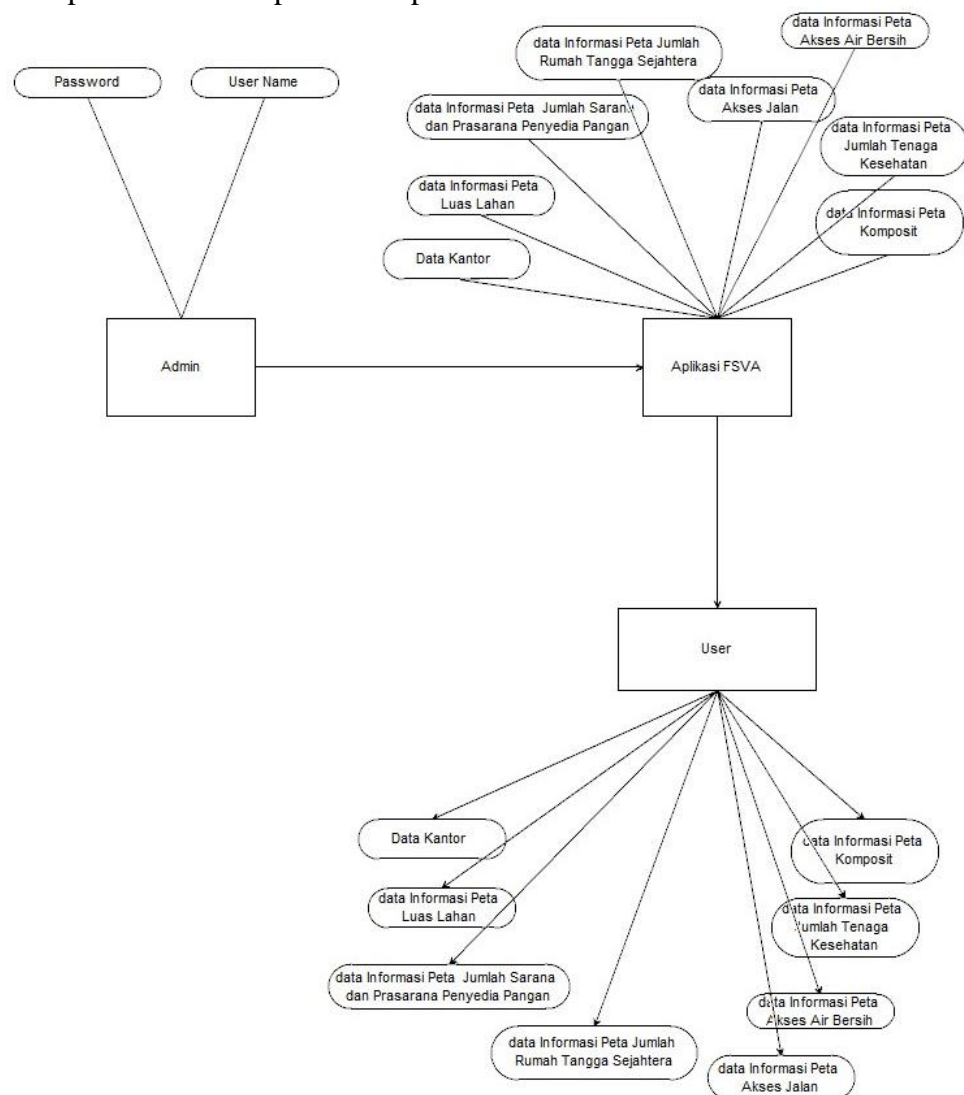 data Informasi Peta
Akses Air Bersih
data Informasi Peta Jumlah
Rumah Tangga Sejahtera
Password
User Name
data Informasi Peta
Akses Jalan
data Informasi Peta Jumlah Sarana
dan Prasarana Penyedia Pangan
data Informasi Peta
Jumlah Tenaga
Kesehatan
data Informasi Peta
Luas Lahan
data Informasi Peta
Komposit
Data Kantor
Admin
Aplikasi FSVA
User
Data Kantor
data Informasi Peta
Komposit
data Informasi Peta
Luas Lahan
data Informasi Peta
Jumlah Tenaga
Kesehatan
data Informasi Peta Jumlah Sarana
dan Prasarana Penyedia Pangan
data Informasi Peta
Akses Air Bersih
data Informasi Peta Jumlah
Rumah Tangga Sejahtera
data Informasi Peta
Akses Jalan